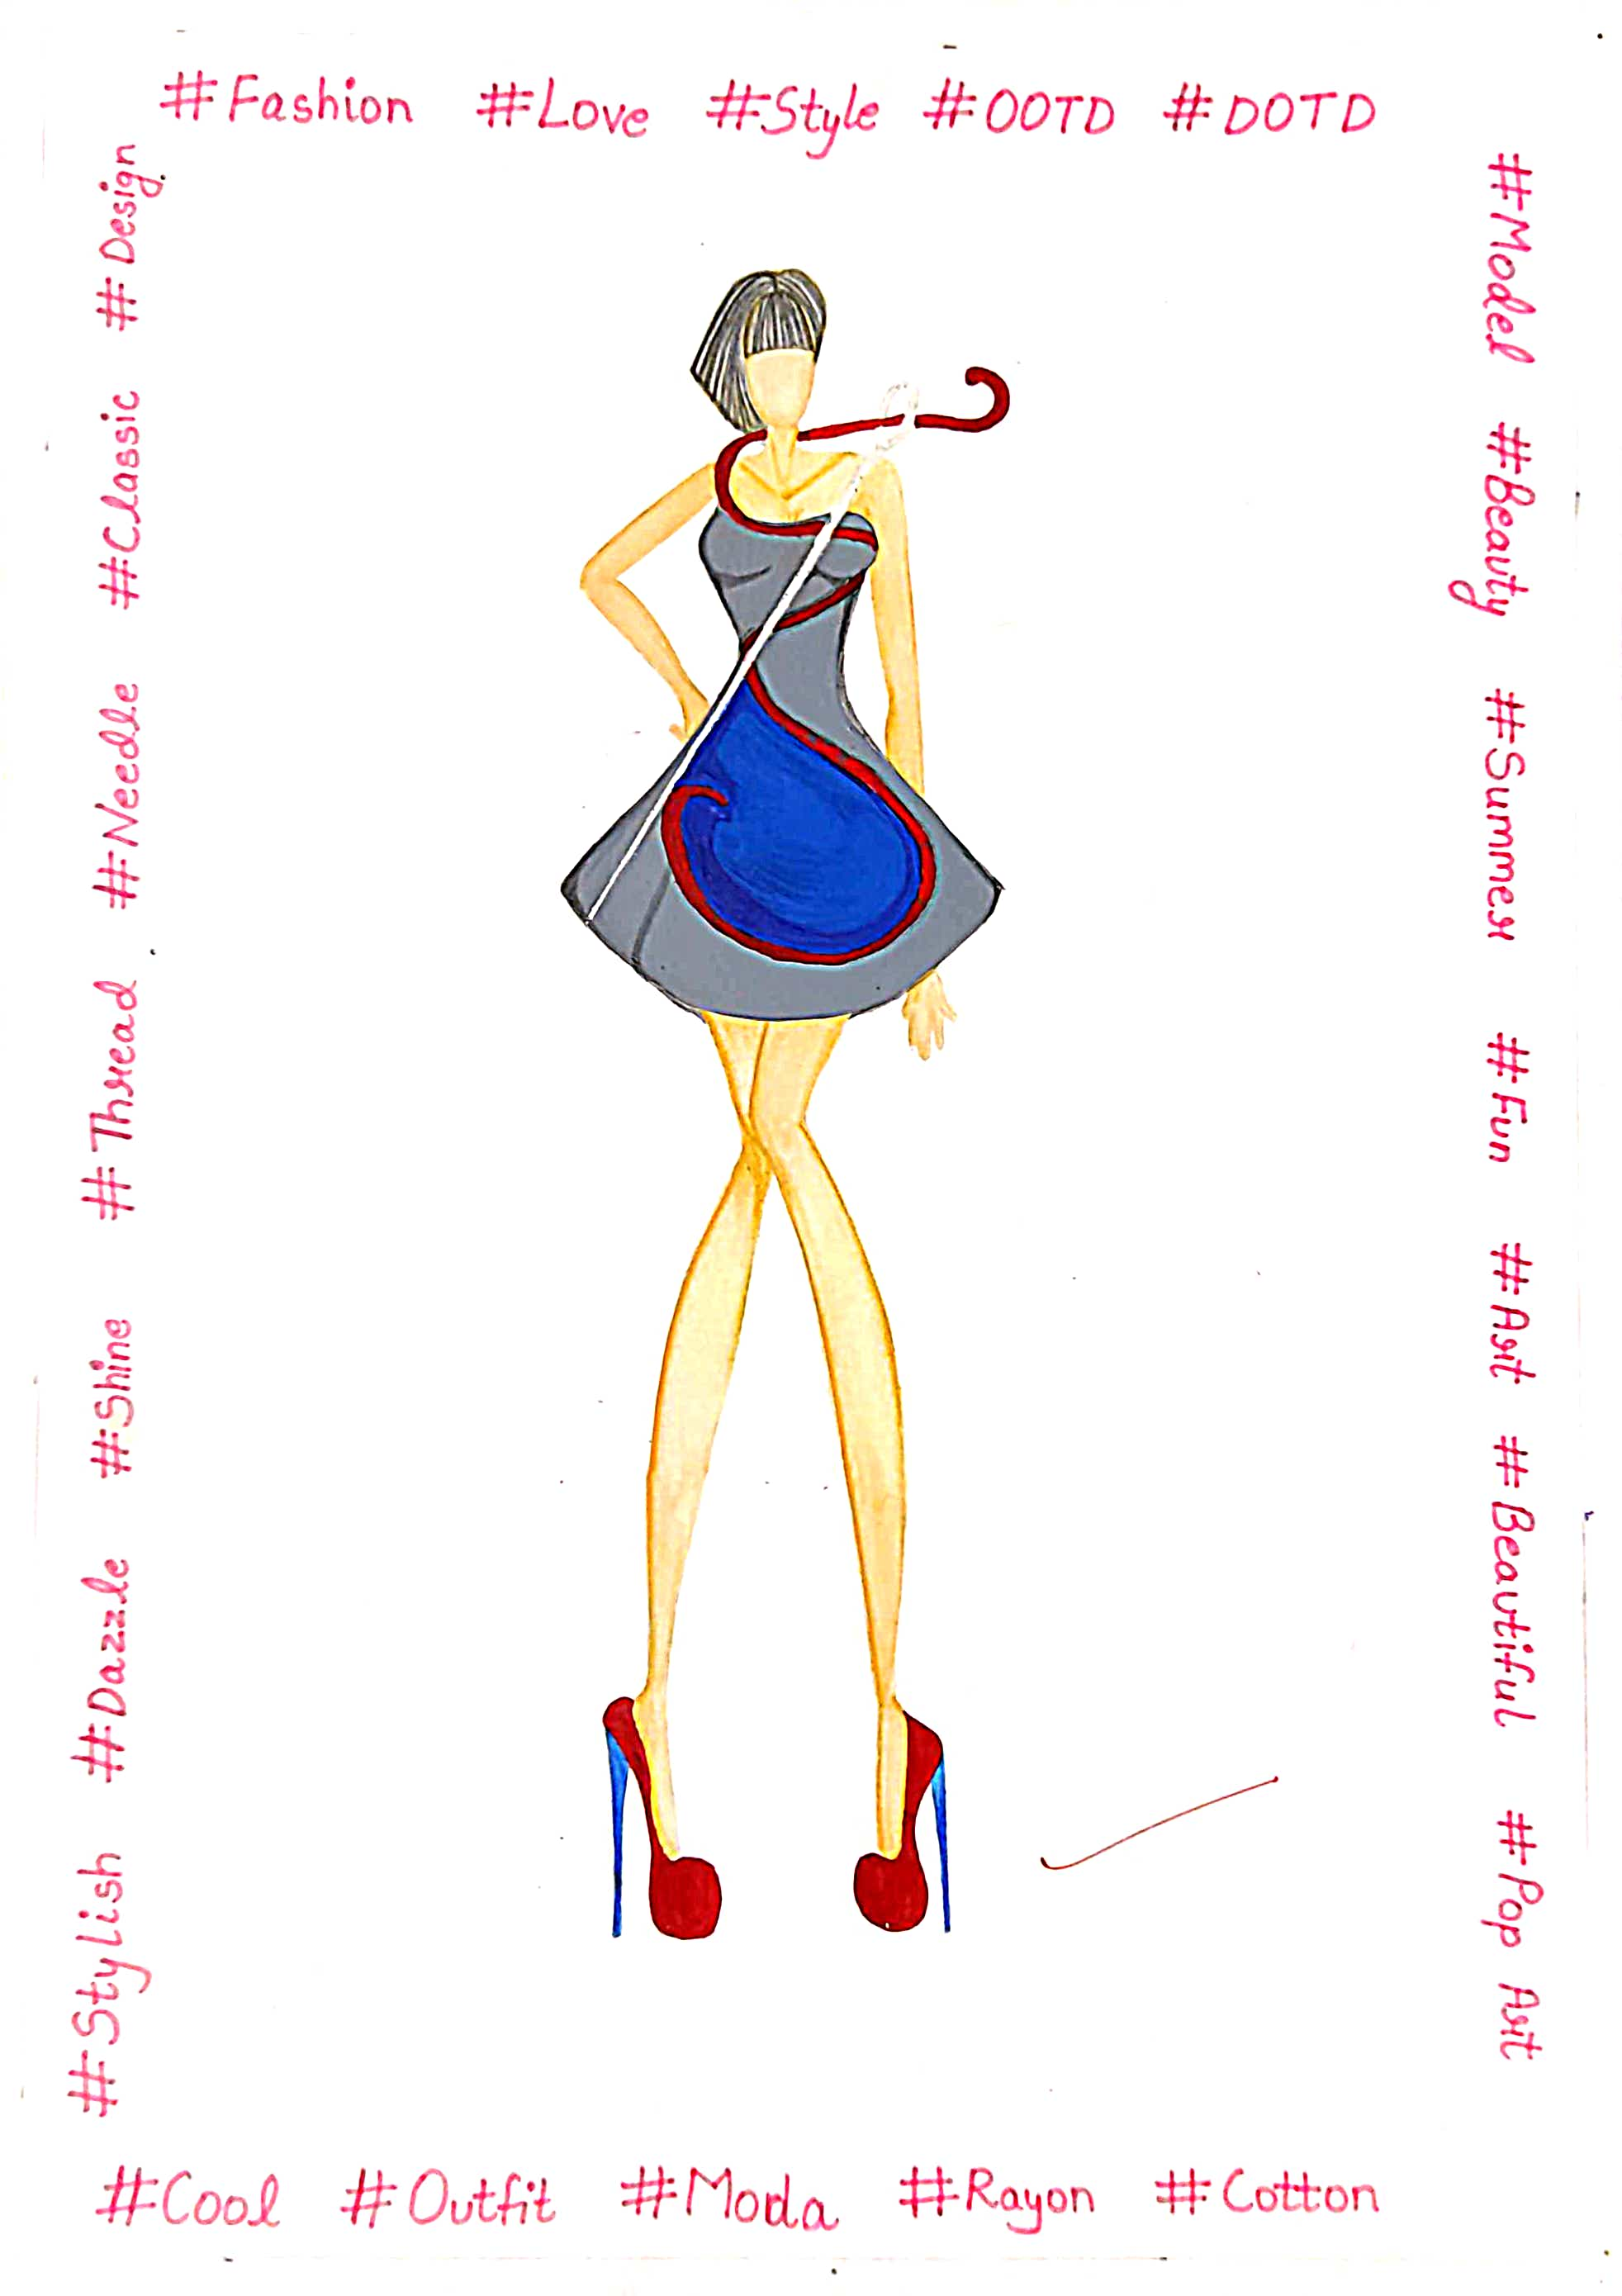 #Fashion #Love #Style #OOTD #DOTD
#Model #Beauty #Summer #Fun #Art #Beautiful #Pop Art
#Stylish #Dazzle #Shine #Thread #Needle #Classic #Design
#Cool #Outfit #Moda #Rayon #Cotton